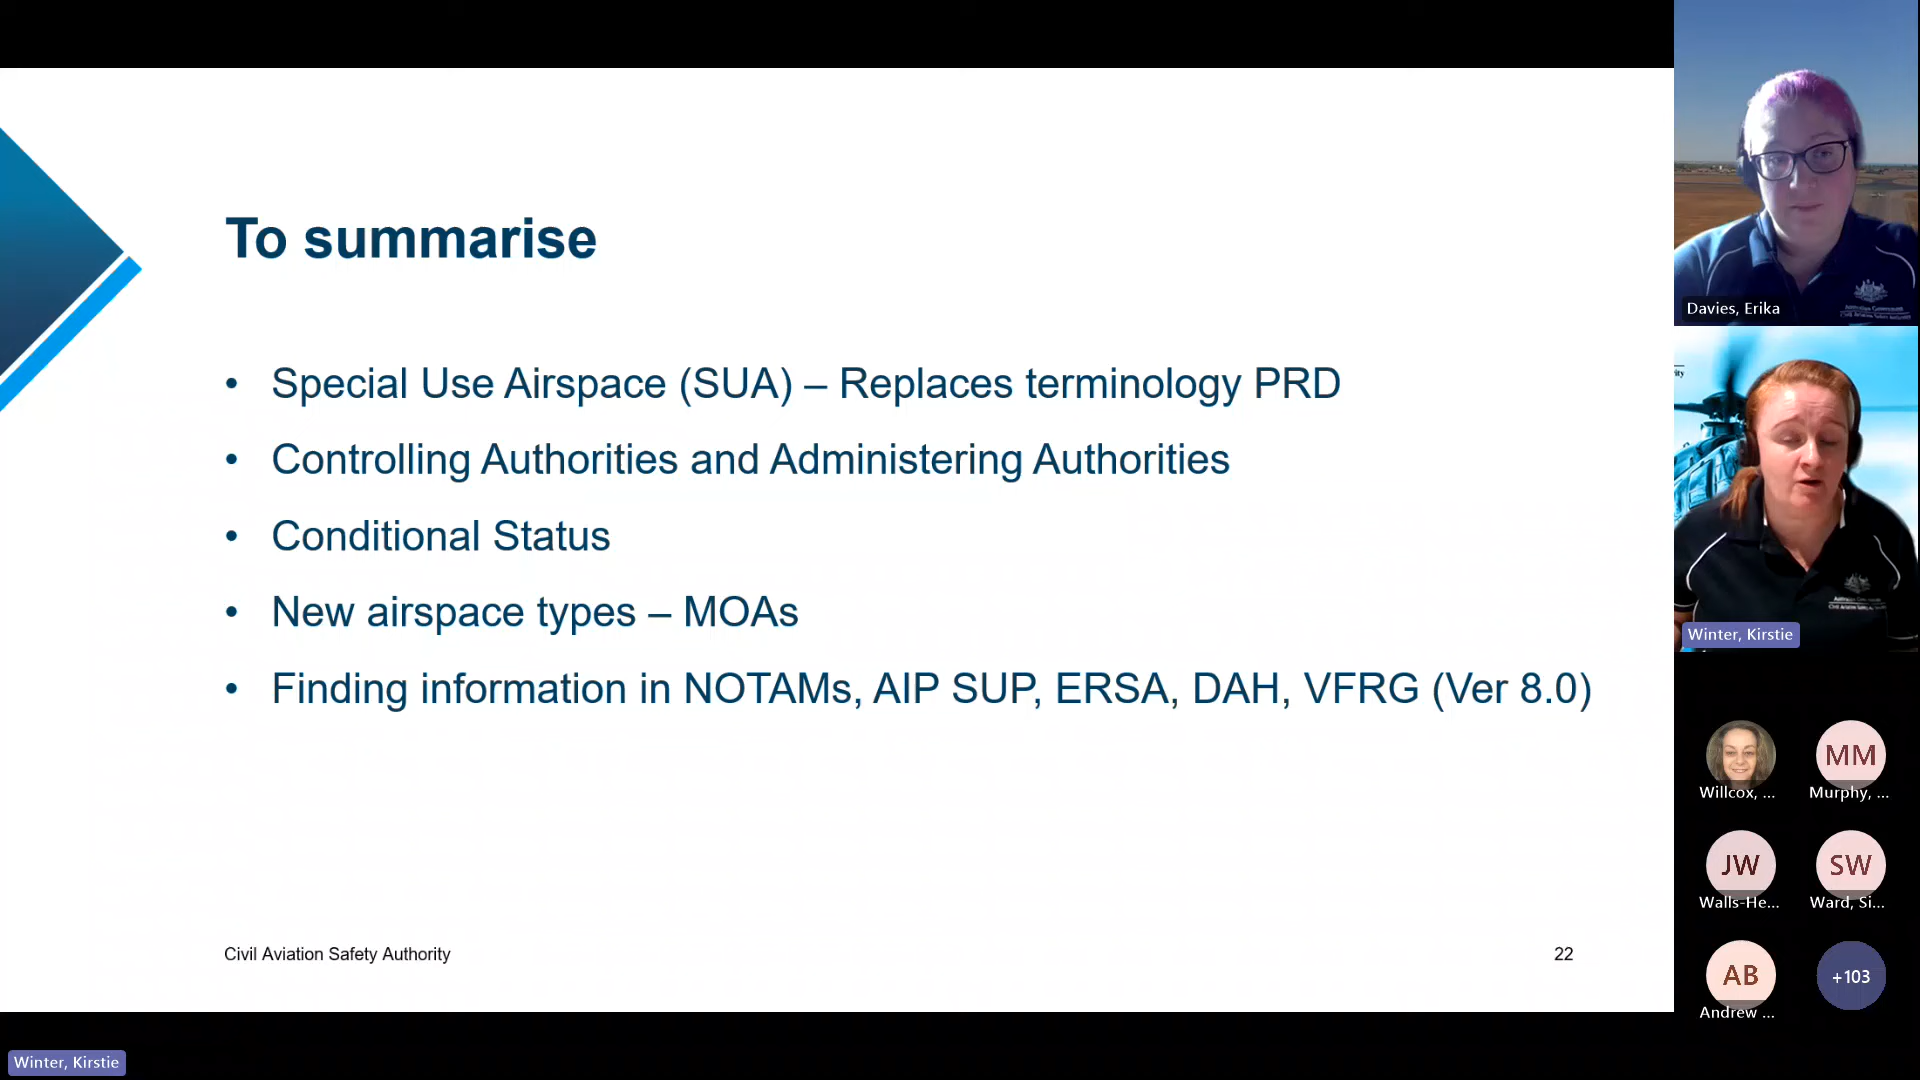 To summarise
• Special Use Airspace (SUA) – Replaces terminology PRD
• Controlling Authorities and Administering Authorities
• Conditional Status
• New airspace types – MOAs
• Finding information in NOTAMs, AIP SUP, ERSA, DAH, VFRG (Ver 8.0)
Civil Aviation Safety Authority
22
Winter, Kirstie
Davies, Erika
Winter, Kirstie
Willcox, ...
MM
Murphy, ...
JW
Walls-He...
SW
Ward, Si...
AB
Andrew ...
+103